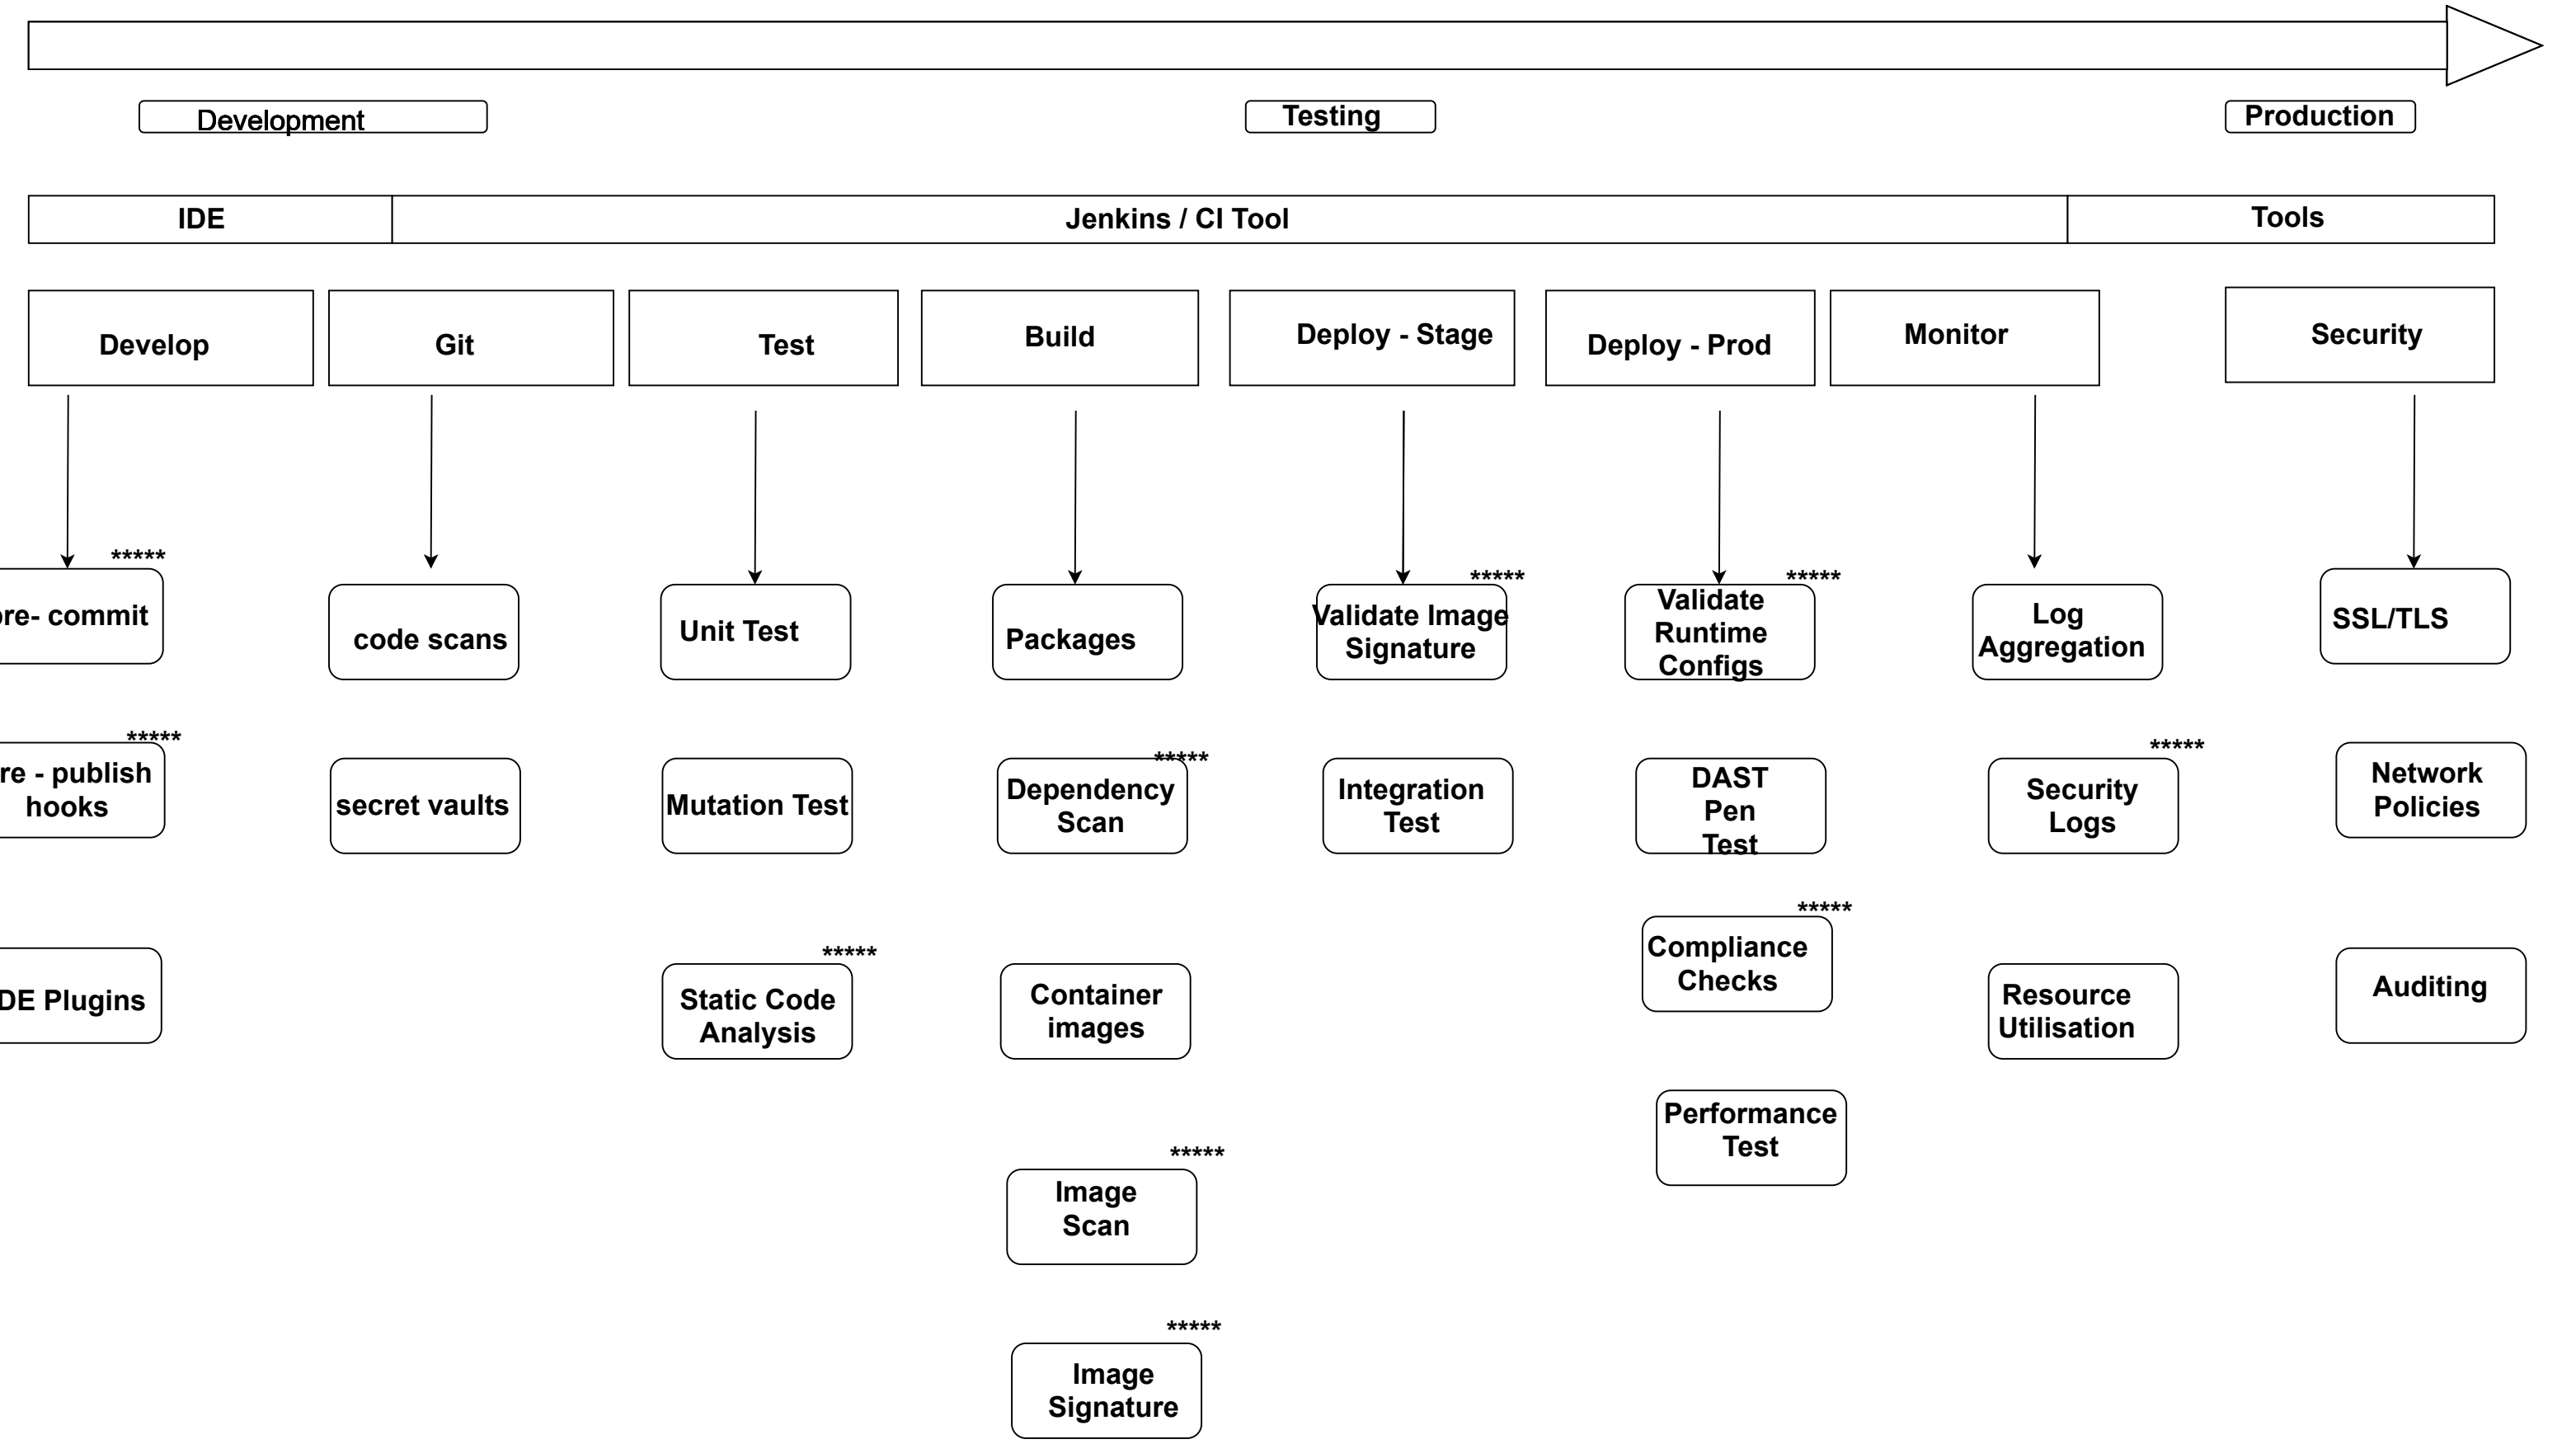 Development
Testing
Production
IDE
Jenkins / CI Tool
Tools
Develop
Git
Test
Build
Deploy - Stage
Deploy - Prod
Monitor
Security
*****
re- commit
*****
re - publish
hooks
DE Plugins
code scans
secret vaults
Unit Test
Mutation Test
*****
Static Code
Analysis
Packages
*****
Dependency
Scan
Container
images
*****
Image
Scan
*****
Image
Signature
*****
Validate Image
Signature
Integration
Test
*****
Validate
Runtime
Configs
DAST
Pen
Test
*****
Compliance
Checks
Performance
Test
Log
Aggregation
*****
Security
Logs
Resource
Utilisation
SSL/TLS
Network
Policies
Auditing